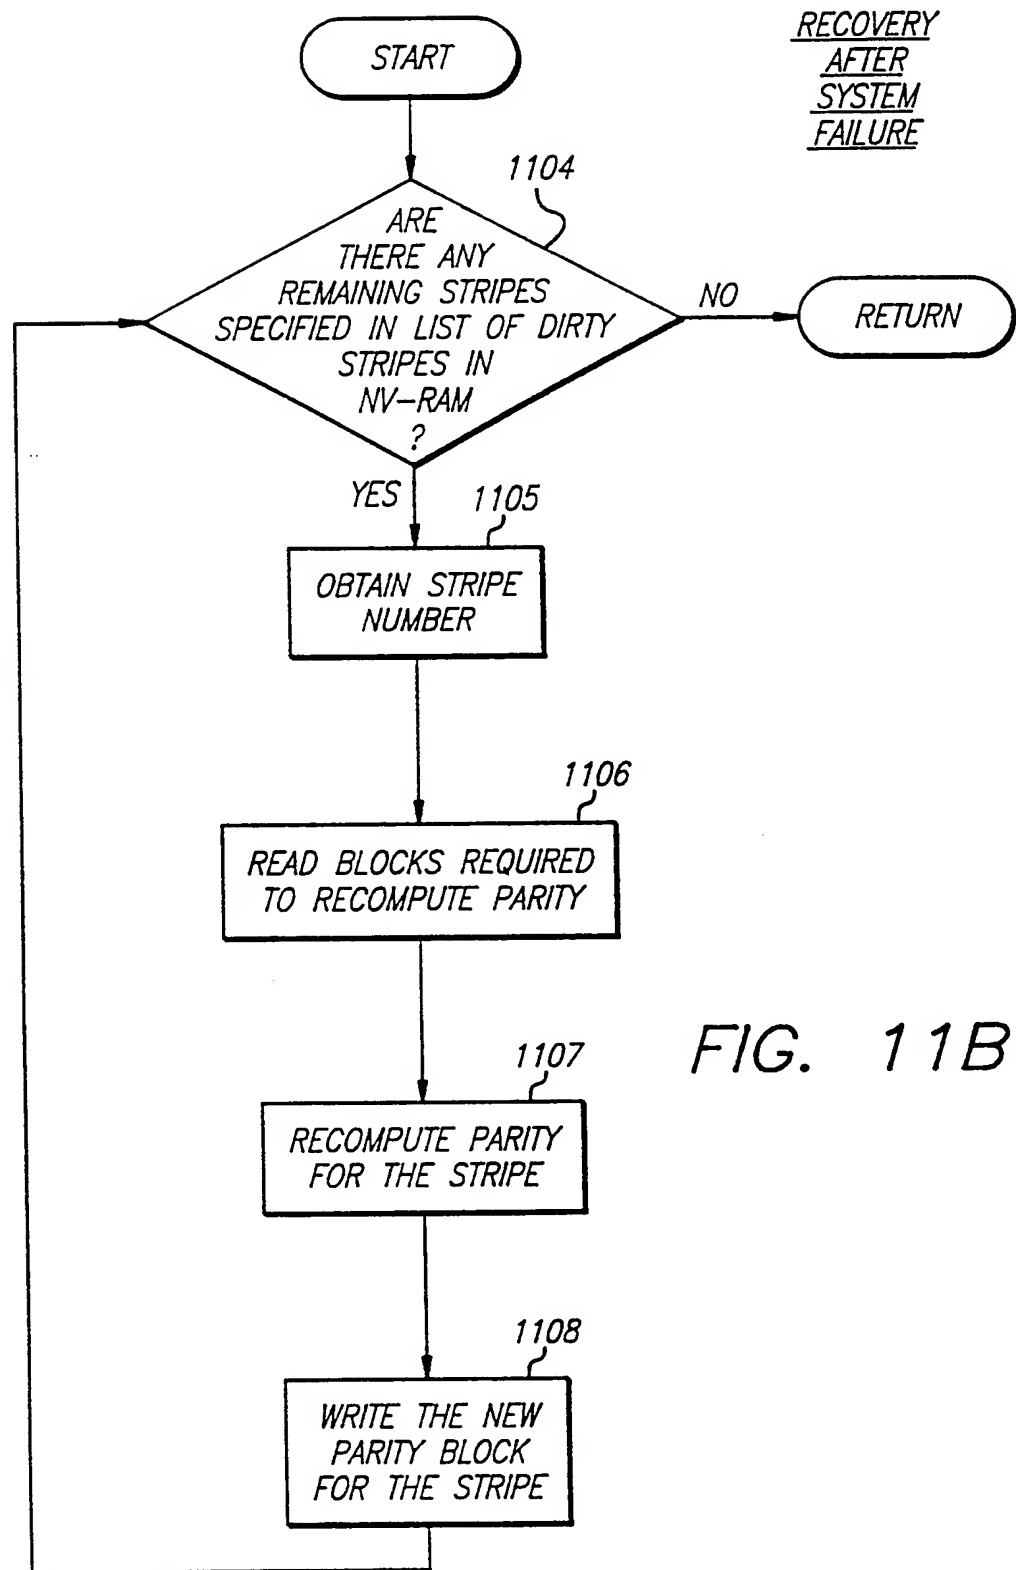 RECOVERY
AFTER
SYSTEM
FAILURE
START
1104
ARE
THERE ANY
REMAINING STRIPES
SPECIFIED IN LIST OF DIRTY
STRIPES IN
NV-RAM
?
NO
RETURN
YES
1105
OBTAIN STRIPE
NUMBER
1106
READ BLOCKS REQUIRED
TO RECOMPUTE PARITY
FIG. 11B
1107
RECOMPUTE PARITY
FOR THE STRIPE
1108
WRITE THE NEW
PARITY BLOCK
FOR THE STRIPE